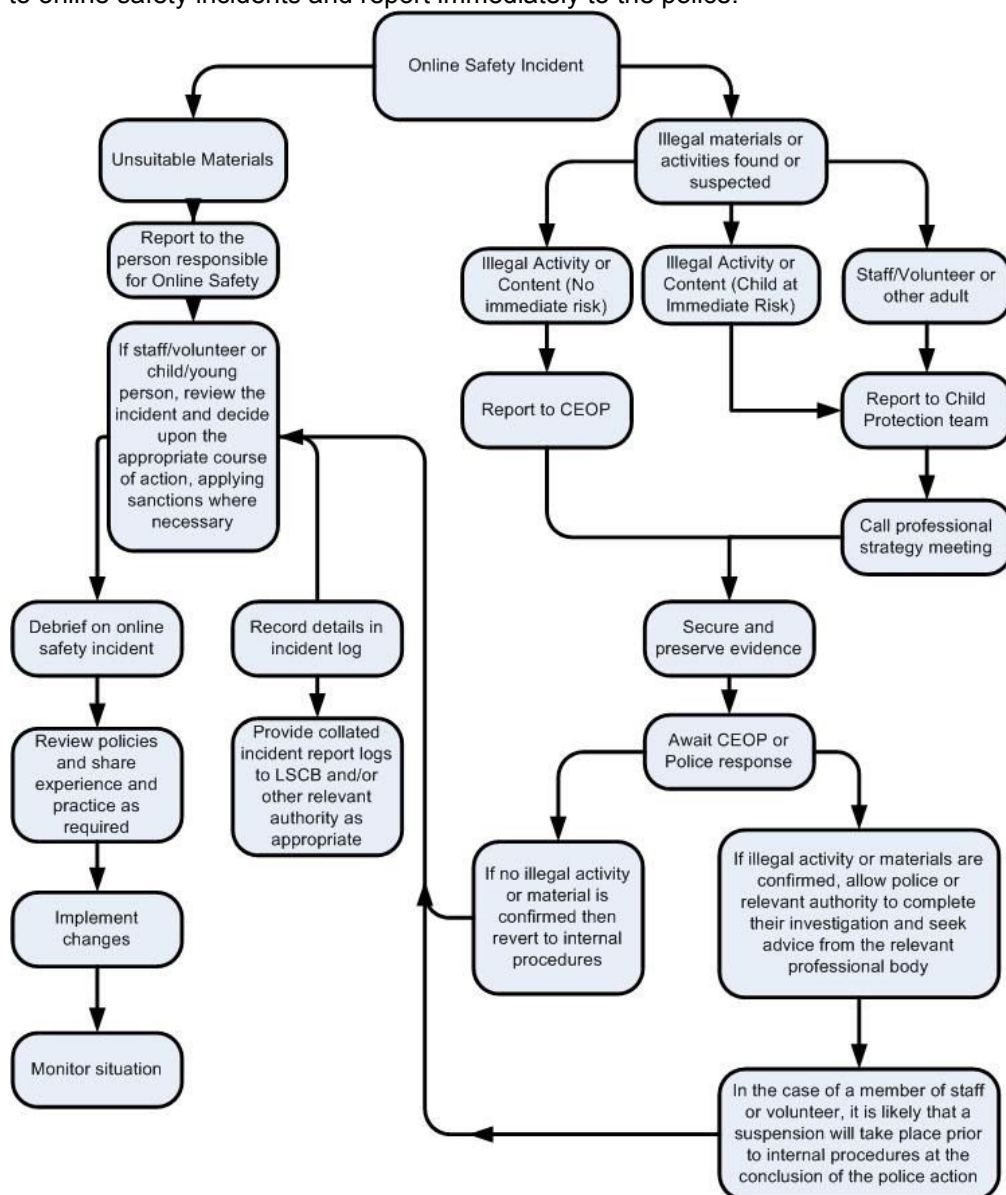 to online safety incidents and report immediately to the police.
Online Safety Incident
Unsuitable Materials
Illegal materials or
activities found or
suspected
Report to the
person responsible
for Online Safety
Illegal Activity or
Content (No
immediate risk)
Illegal Activity or
Content (Child at
Immediate Risk)
Staff/Volunteer or
other adult
If staff/volunteer or
child/young
person, review the
incident and decide
upon the
appropriate course
of action, applying
sanctions where
necessary
Report to CEOP
Report to Child
Protection team
Call professional
strategy meeting
Debrief on online
safety incident
Record details in
incident log
Secure and
preserve evidence
Review policies
and share
experience and
practice as
required
Provide collated
incident report logs
to LSCB and/or
other relevant
authority as
appropriate
Await CEOP or
Police response
If no illegal activity
or material is
confirmed then
revert to internal
procedures
If illegal activity or materials are
confirmed, allow police or
relevant authority to complete
their investigation and seek
advice from the relevant
professional body
Implement
changes
Monitor situation
In the case of a member of staff
or volunteer, it is likely that a
suspension will take place prior
to internal procedures at the
conclusion of the police action